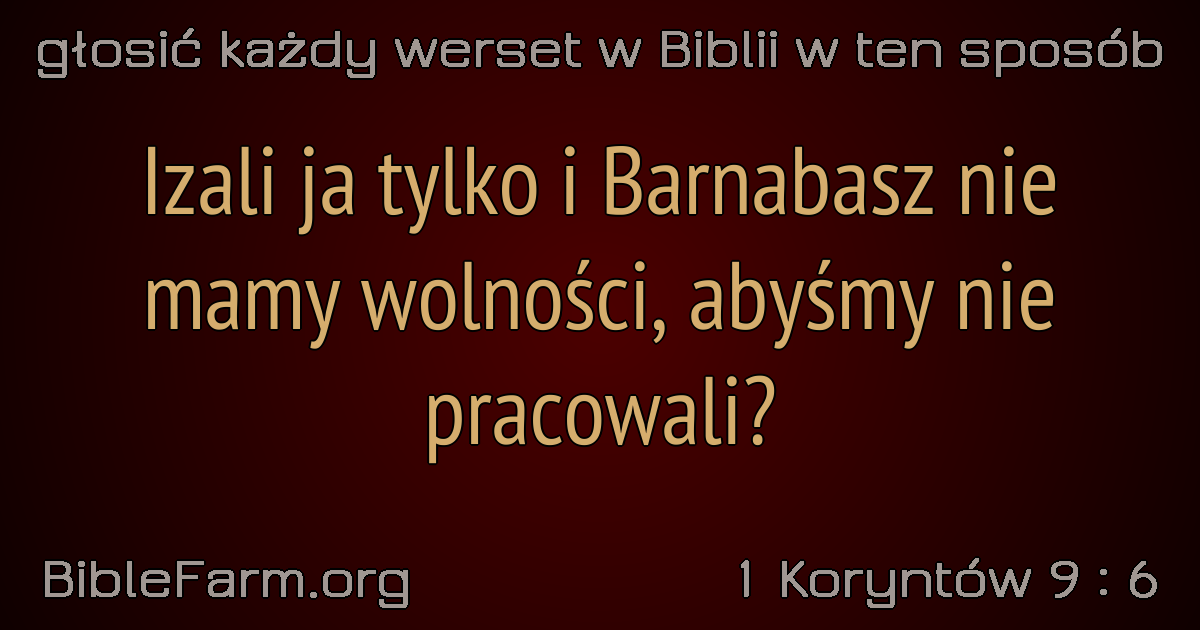 głosić każdy werset w Biblii w ten sposób
Izali ja tylko i Barnabasz nie
mamy wolności, abyśmy nie
pracowali?
BibleFarm.org
1 Koryntów 9 : 6